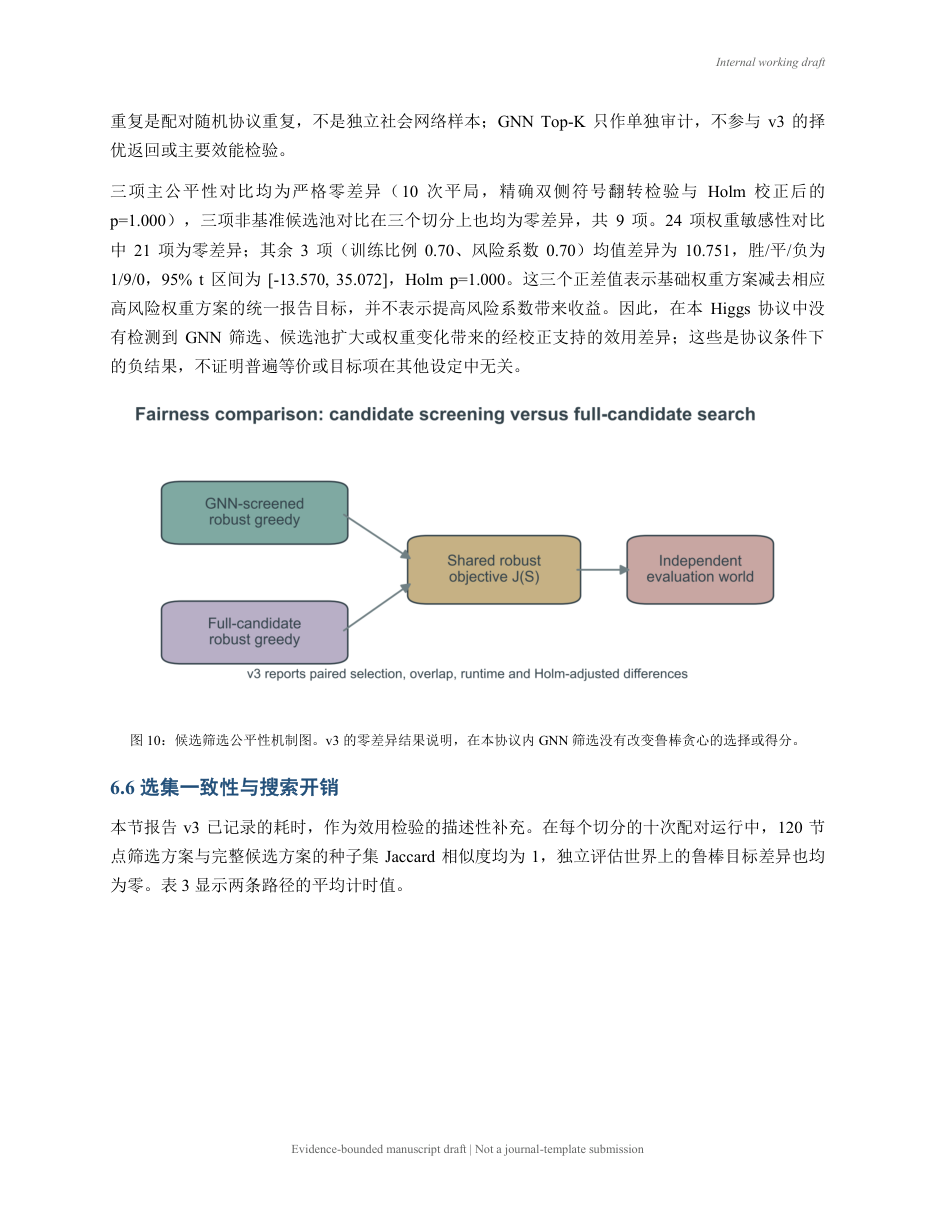 Internal working draft
重复是配对随机协议重复，不是独立社会网络样本；GNN Top-K 只作单独审计，不参与 v3 的择
优返回或主要效能检验。
三项主公平性对比均为严格零差异（10 次平局，精确双侧符号翻转检验与 Holm 校正后的
p=1.000），三项非基准候选池对比在三个切分上也均为零差异，共 9 项。24 项权重敏感性对比
中 21 项为零差异；其余 3 项（训练比例 0.70、风险系数 0.70）均值差异为 10.751，胜/平/负为
1/9/0，95% t 区间为 [-13.570, 35.072]，Holm p=1.000。这三个正差值表示基础权重方案减去相应
高风险权重方案的统一报告目标，并不表示提高风险系数带来收益。因此，在本 Higgs 协议中没
有检测到 GNN 筛选、候选池扩大或权重变化带来的经校正支持的效用差异；这些是协议条件下
的负结果，不证明普遍等价或目标项在其他设定中无关。
Fairness comparison: candidate screening versus full-candidate search
GNN-screened
robust greedy
Shared robust
objective J(S)
Independent
evaluation world
Full-candidate
robust greedy
v3 reports paired selection, overlap, runtime and Holm-adjusted differences
图 10：候选筛选公平性机制图。v3 的零差异结果说明，在本协议内 GNN 筛选没有改变鲁棒贪心的选择或得分。
6.6 选集一致性与搜索开销
本节报告 v3 已记录的耗时，作为效用检验的描述性补充。在每个切分的十次配对运行中，120 节
点筛选方案与完整候选方案的种子集 Jaccard 相似度均为 1，独立评估世界上的鲁棒目标差异也均
为零。表 3 显示两条路径的平均计时值。
Evidence-bounded manuscript draft | Not a journal-template submission